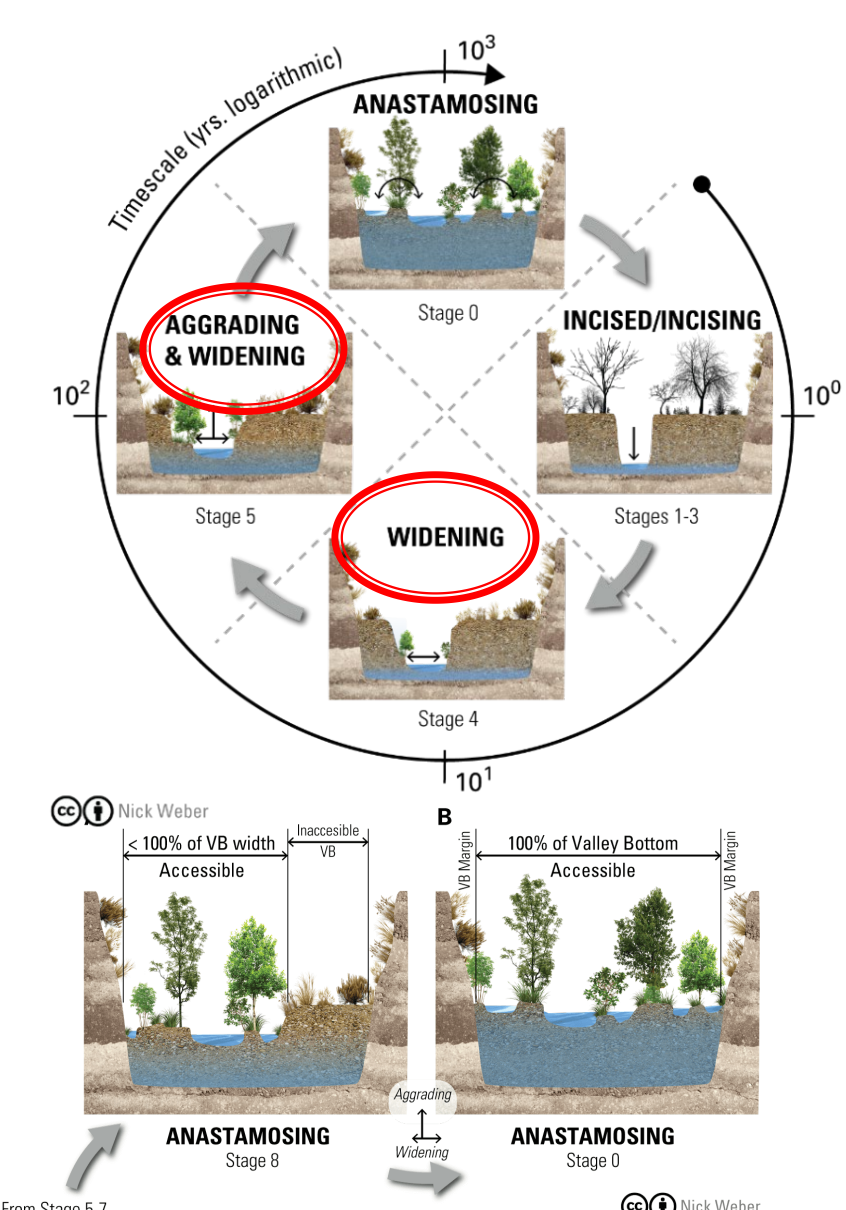 Timescale (yrs. logarithmic)
10³
ANASTAMOSING
Stage 0
AGGRADING
& WIDENING
INCISED/INCISING
10²
10⁰
Stage 5
Stages 1-3
WIDENING
Stage 4
10¹
cc Nick Weber
B
< 100% of VB width
Accessible
Inaccesible
VB
VB Margin
100% of Valley Bottom
Accessible
VB Margin
Aggrading
Widening
ANASTAMOSING
Stage 8
ANASTAMOSING
Stage 0
From Stage 5-7
cc Nick Weber